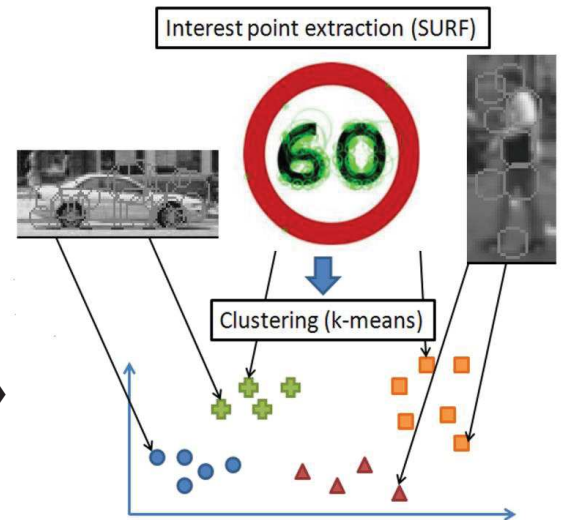 Interest point extraction (SURF)
60
Clustering (k-means)